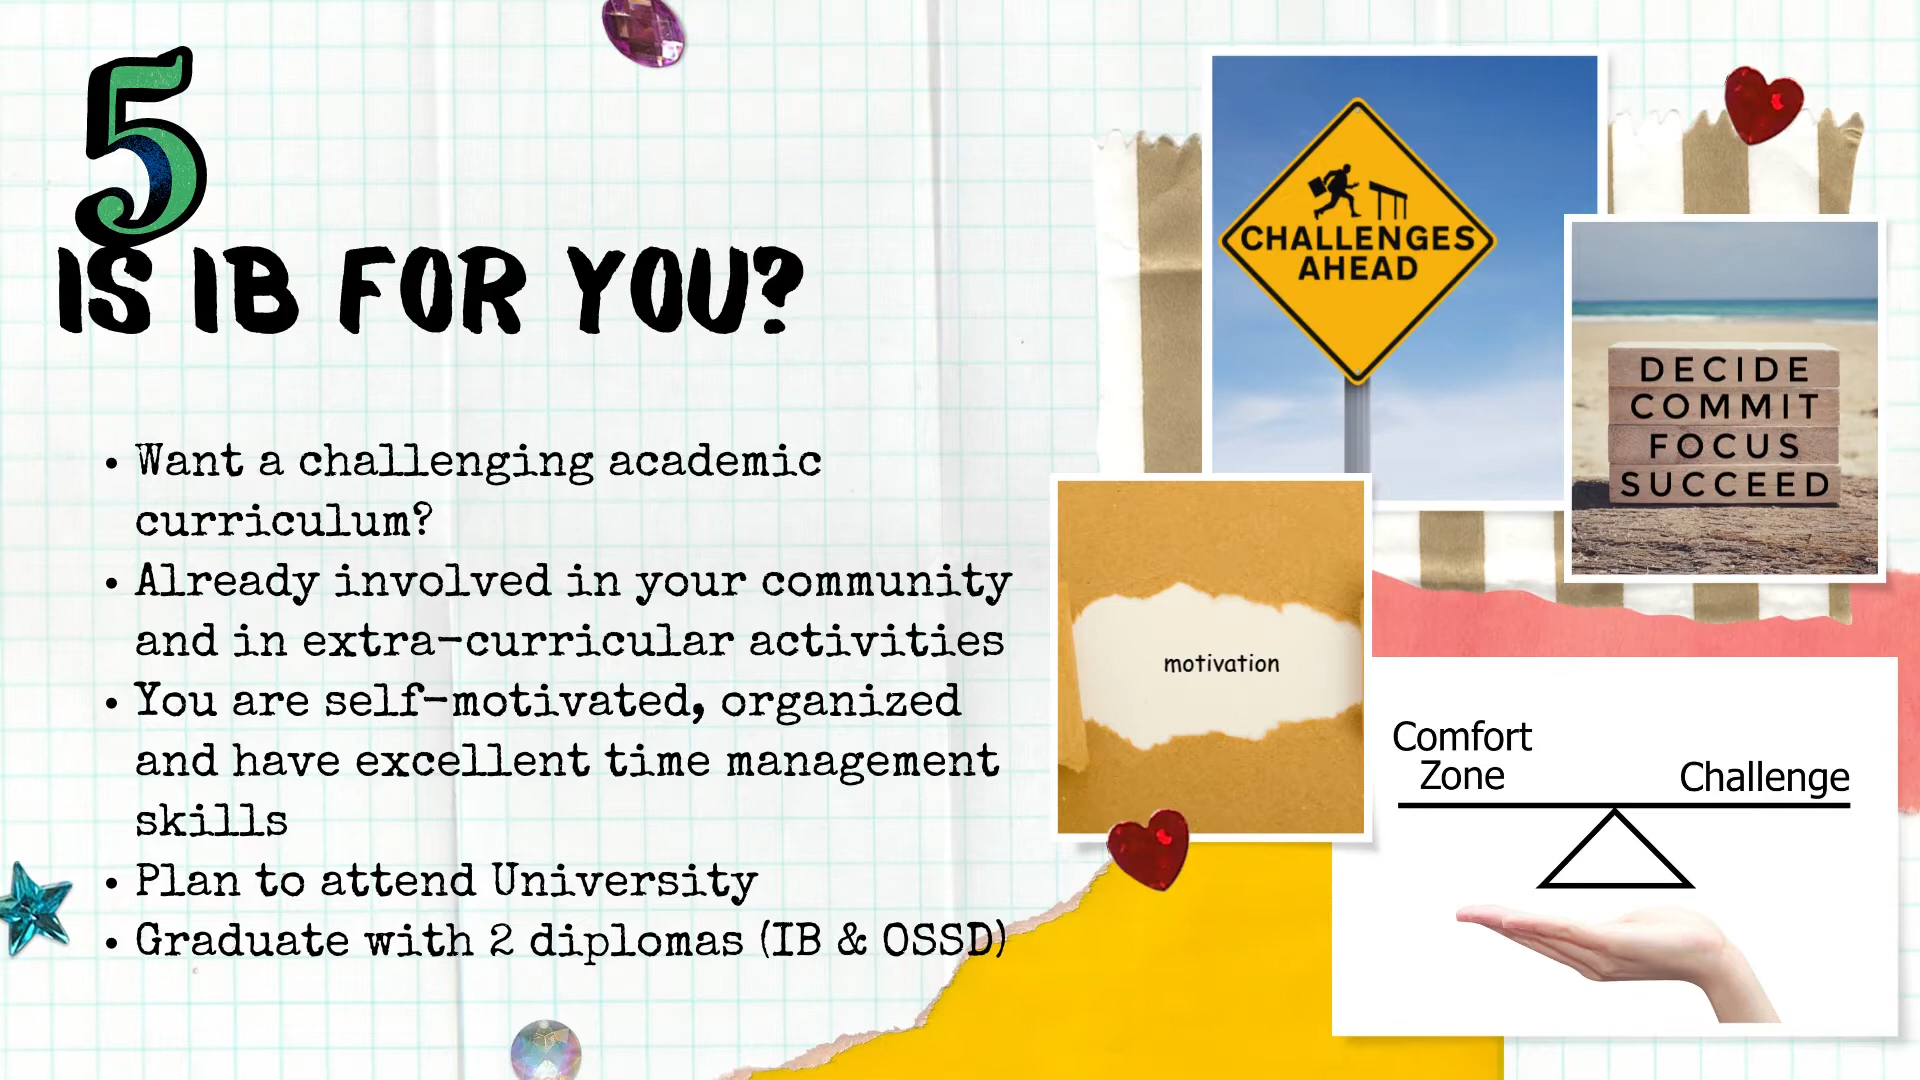 5
IS IB FOR YOU?
• Want a challenging academic
curriculum?
• Already involved in your community
and in extra-curricular activities
• You are self-motivated, organized
and have excellent time management
skills
• Plan to attend University
• Graduate with 2 diplomas (IB & OSSD)
CHALLENGES
AHEAD
DECIDE
COMMIT
FOCUS
SUCCEED
motivation
Comfort
Zone
Challenge